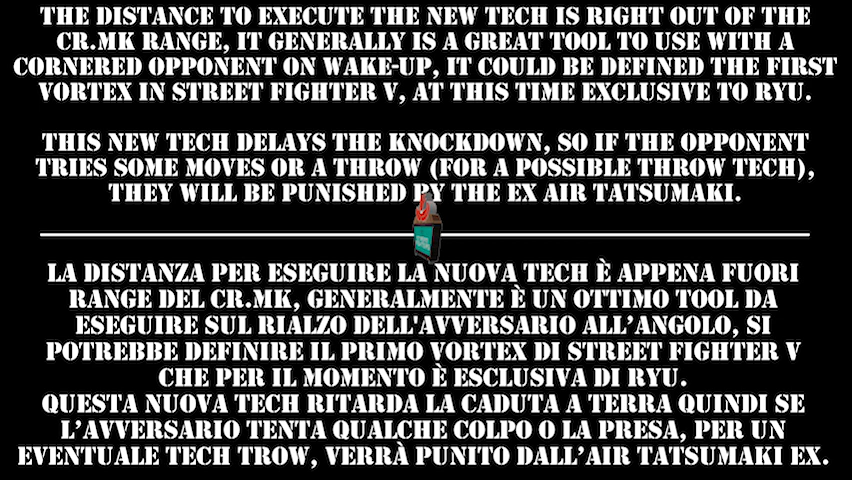 THE DISTANCE TO EXECUTE THE NEW TECH IS RIGHT OUT OF THE
CR.MK RANGE, IT GENERALLY IS A GREAT TOOL TO USE WITH A
CORNERED OPPONENT ON WAKE-UP, IT COULD BE DEFINED THE FIRST
VORTEX IN STREET FIGHTER V, AT THIS TIME EXCLUSIVE TO RYU.
THIS NEW TECH DELAYS THE KNOCKDOWN, SO IF THE OPPONENT
TRIES SOME MOVES OR A THROW (FOR A POSSIBLE THROW TECH),
THEY WILL BE PUNISHED BY THE EX AIR TATSUMAKI.
LA DISTANZA PER ESEGUIRE LA NUOVA TECH È APPENA FUORI
RANGE DEL CR.MK, GENERALMENTE È UN OTTIMO TOOL DA
ESEGUIRE SUL RIALZO DELL'AVVERSARIO ALL’ANGOLO, SI
POTREBBE DEFINIRE IL PRIMO VORTEX DI STREET FIGHTER V
CHE PER IL MOMENTO È ESCLUSIVA DI RYU.
QUESTA NUOVA TECH RITARDA LA CADUTA A TERRA QUINDI SE
L’AVVERSARIO TENTA QUALCHE COLPO O LA PRESA, PER UN
EVENTUALE TECH TROW, VERRÀ PUNITO DALL’AIR TATSUMAKI EX.